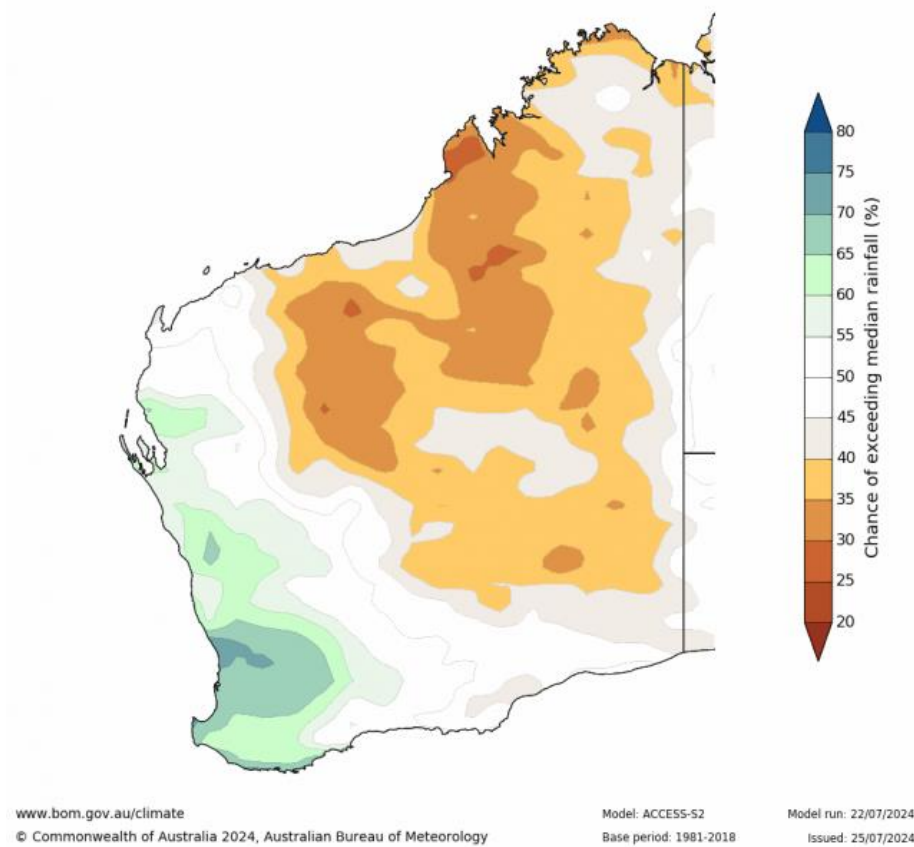 80
75
70
65
60
55
50
45
40
35
30
25
20
Chance of exceeding median rainfall (%)
www.bom.gov.au/climate
© Commonwealth of Australia 2024, Australian Bureau of Meteorology
Model: ACCESS-S2
Base period: 1981-2018
Model run: 22/07/2024
Issued: 25/07/2024